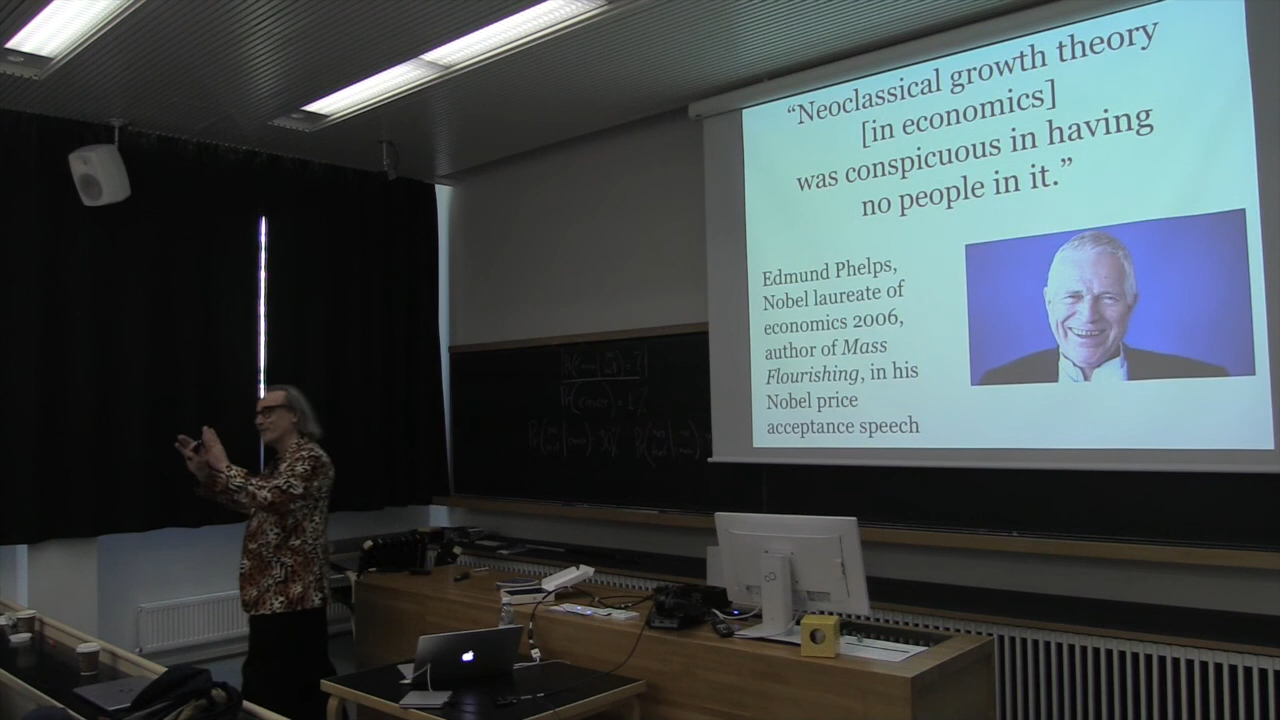 “Neoclassical growth theory
[in economics]
was conspicuous in having
no people in it.”
Edmund Phelps,
Nobel laureate of
economics 2006,
author of Mass
Flourishing, in his
Nobel price
acceptance speech